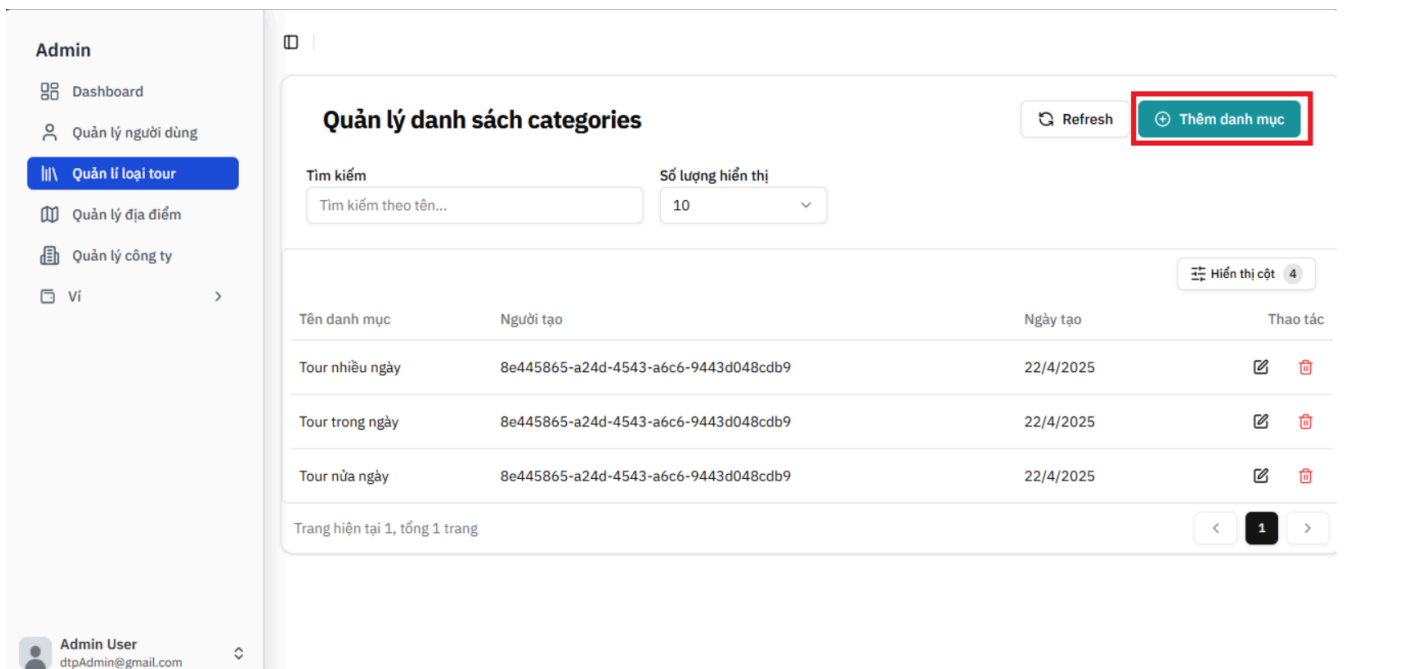 Admin
Dashboard
Quản lý người dùng
Quản lí loại tour
Quản lý địa điểm
Quản lý công ty
Ví
Admin User
dtpAdmin@gmail.com
Quản lý danh sách categories
Refresh
Thêm danh mục
Tìm kiếm
Số lượng hiển thị
Tìm kiếm theo tên...
10
Hiển thị cột 4
Tên danh mục Người tạo Ngày tạo Thao tác
Tour nhiều ngày 8e445865-a24d-4543-a6c6-9443d048cdb9 22/4/2025
Tour trong ngày 8e445865-a24d-4543-a6c6-9443d048cdb9 22/4/2025
Tour nửa ngày 8e445865-a24d-4543-a6c6-9443d048cdb9 22/4/2025
Trang hiện tại 1, tổng 1 trang
1